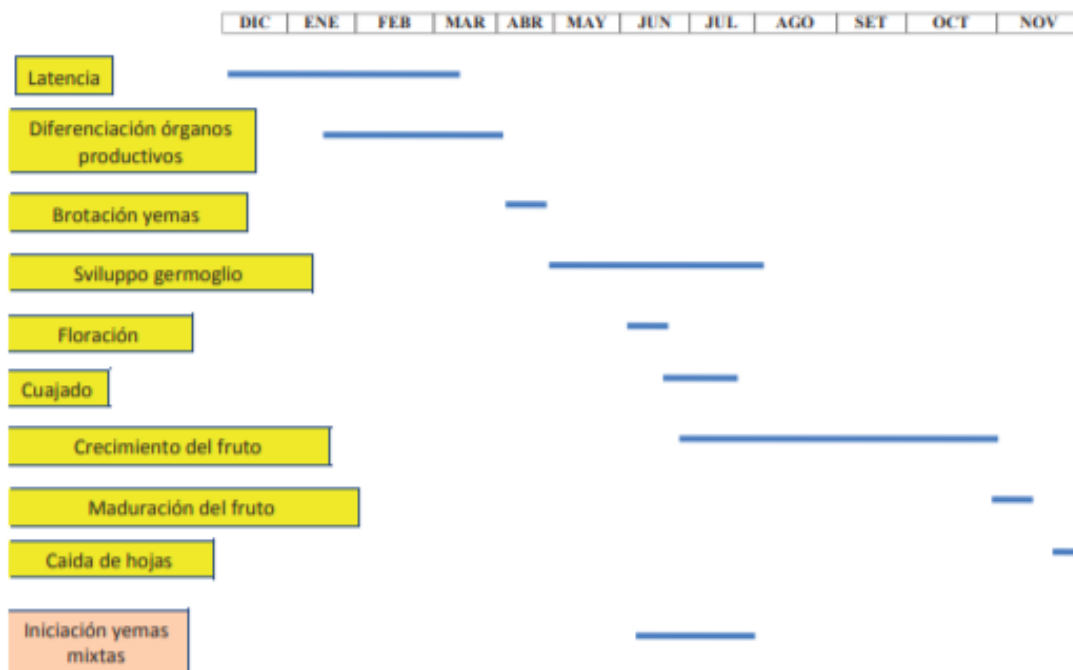 DIC ENE FEB MAR ABR MAY JUN JUL AGO SET OCT NOV
Latencia
Diferenciación órganos
productivos
Brotación yemas
Sviluppo germoglio
Floración
Cuajado
Crecimiento del fruto
Maduración del fruto
Caida de hojas
Iniciación yemas
mixtas